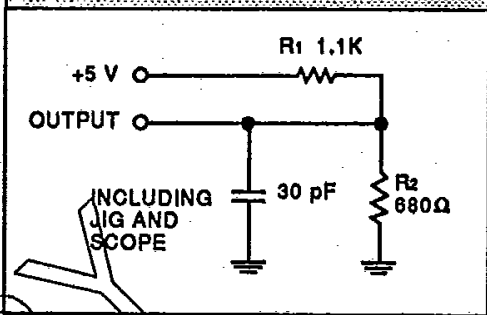 R1 1.1K
+5 V
OUTPUT
30 pF
R2
680Ω
INCLUDING
JIG AND
SCOPE